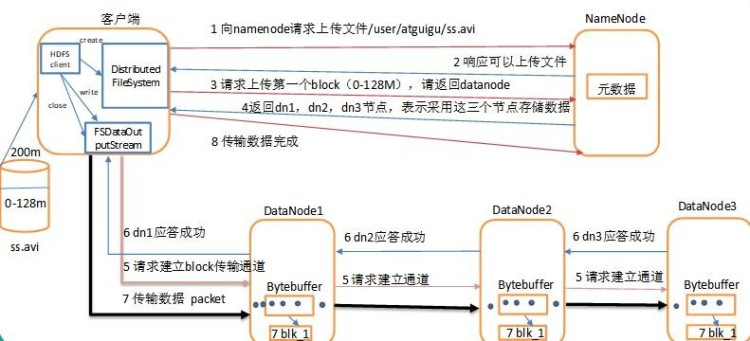 客户端
NameNode
1 向namenode请求上传文件/user/atguigu/ss.avi
create
HDFS
client
2 响应可以上传文件
Distributed
FileSystem
3 请求上传第一个block（0-128M），请返回datanode
元数据
write
4返回dn1，dn2，dn3节点，表示采用这三个节点存储数据
close
FSDataOut
putStream
8 传输数据完成
200m
0-128m
ss.avi
DataNode1
DataNode2
DataNode3
6 dn1应答成功
6 dn2应答成功
6 dn3应答成功
5 请求建立block传输通道
5 请求建立通道
5 请求建立通道
Bytebuffer
Bytebuffer
Bytebuffer
7 传输数据 packet
7 blk_1
7 blk_1
7 blk_1